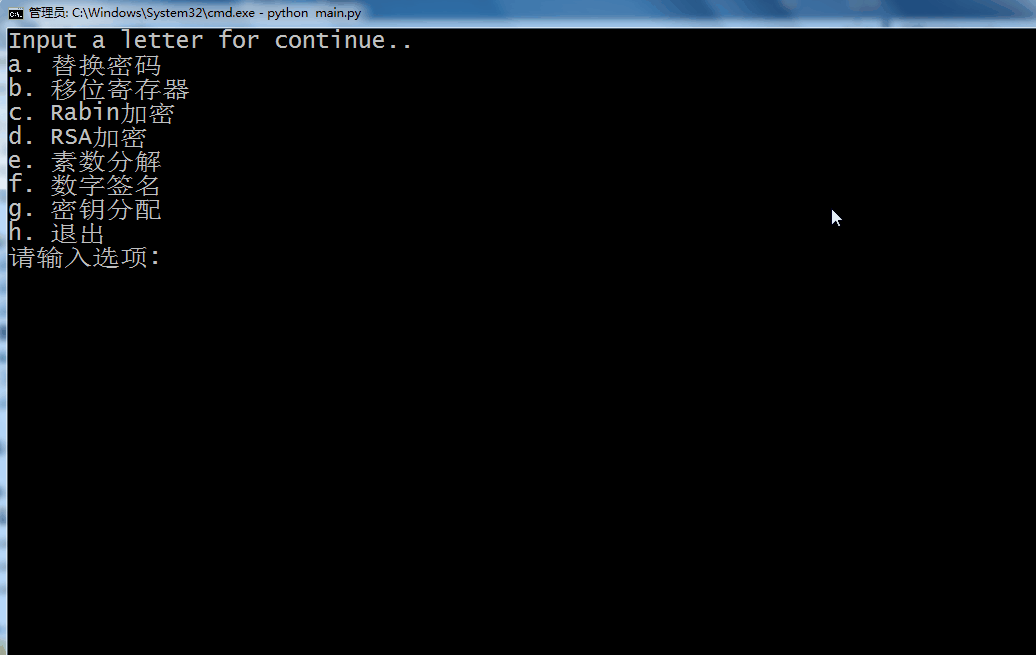 管理员: C:\Windows\System32\cmd.exe - python  main.py
Input a letter for continue..
a. 替换密码
b. 移位寄存器
c. Rabin加密
d. RSA加密
e. 素数分解
f. 数字签名
g. 密钥分配
h. 退出
请输入选项: